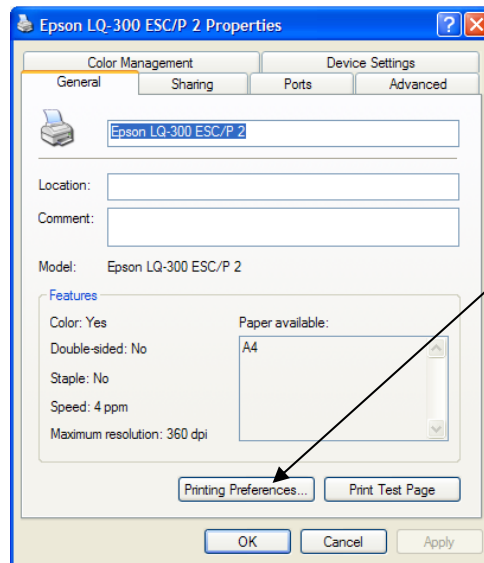 Epson LQ-300 ESC/P 2 Properties
Color Management Device Settings
General Sharing Ports Advanced
Epson LQ-300 ESC/P 2
Location:
Comment:
Model: Epson LQ-300 ESC/P 2
Features
Color: Yes Paper available:
Double-sided: No A4
Staple: No
Speed: 4 ppm
Maximum resolution: 360 dpi
Printing Preferences... Print Test Page
OK Cancel Apply